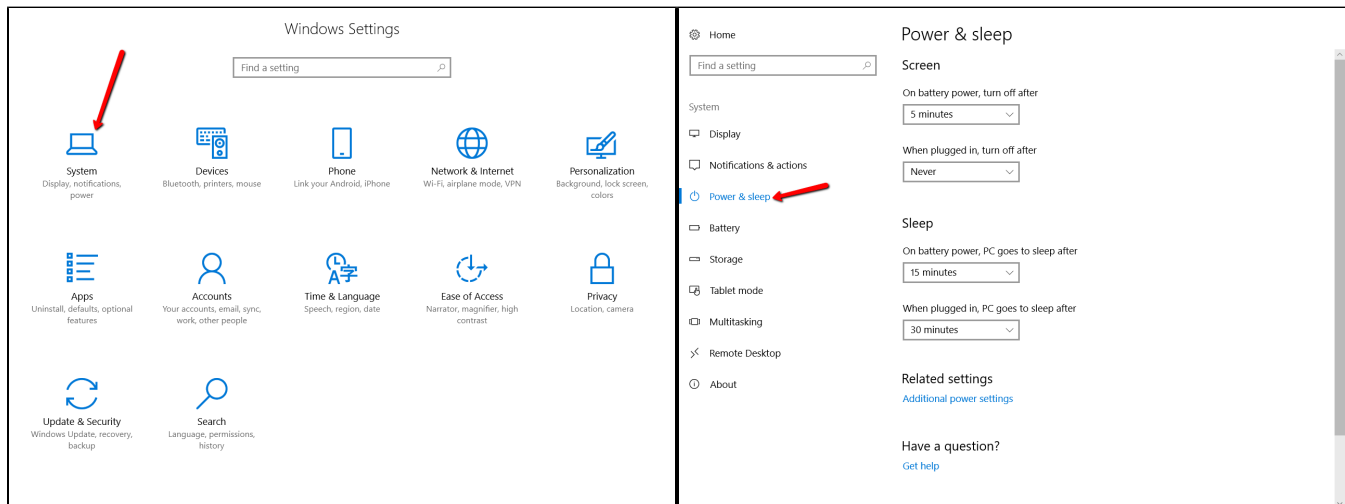 Windows Settings
Find a setting
System
Display, notifications,
power
Devices
Bluetooth, printers, mouse
Phone
Link your Android, iPhone
Network & Internet
Wi-Fi, airplane mode, VPN
Personalization
Background, lock screen,
colors
Apps
Uninstall, defaults, optional
features
Accounts
Your accounts, email, sync,
work, other people
A字
Time & Language
Speech, region, date
Ease of Access
Narrator, magnifier, high
contrast
Privacy
Location, camera
Update & Security
Windows Update, recovery,
backup
Search
Language, permissions,
history
Home
Find a setting
System
Display
Notifications & actions
Power & sleep
Battery
Storage
Tablet mode
Multitasking
Remote Desktop
About
Power & sleep
Screen
On battery power, turn off after
5 minutes
When plugged in, turn off after
Never
Sleep
On battery power, PC goes to sleep after
15 minutes
When plugged in, PC goes to sleep after
30 minutes
Related settings
Additional power settings
Have a question?
Get help